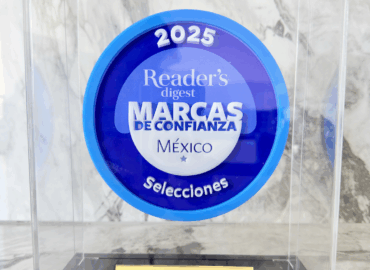 2025
Reader's
digest
MARCAS
DE CONFIANZA
MÉXICO
Selecciones